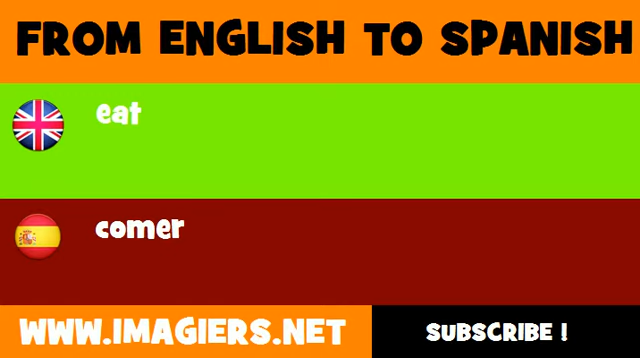 FROM ENGLISH TO SPANISH
eat
comer
WWW.IMAGIERS.NET
SUBSCRIBE !